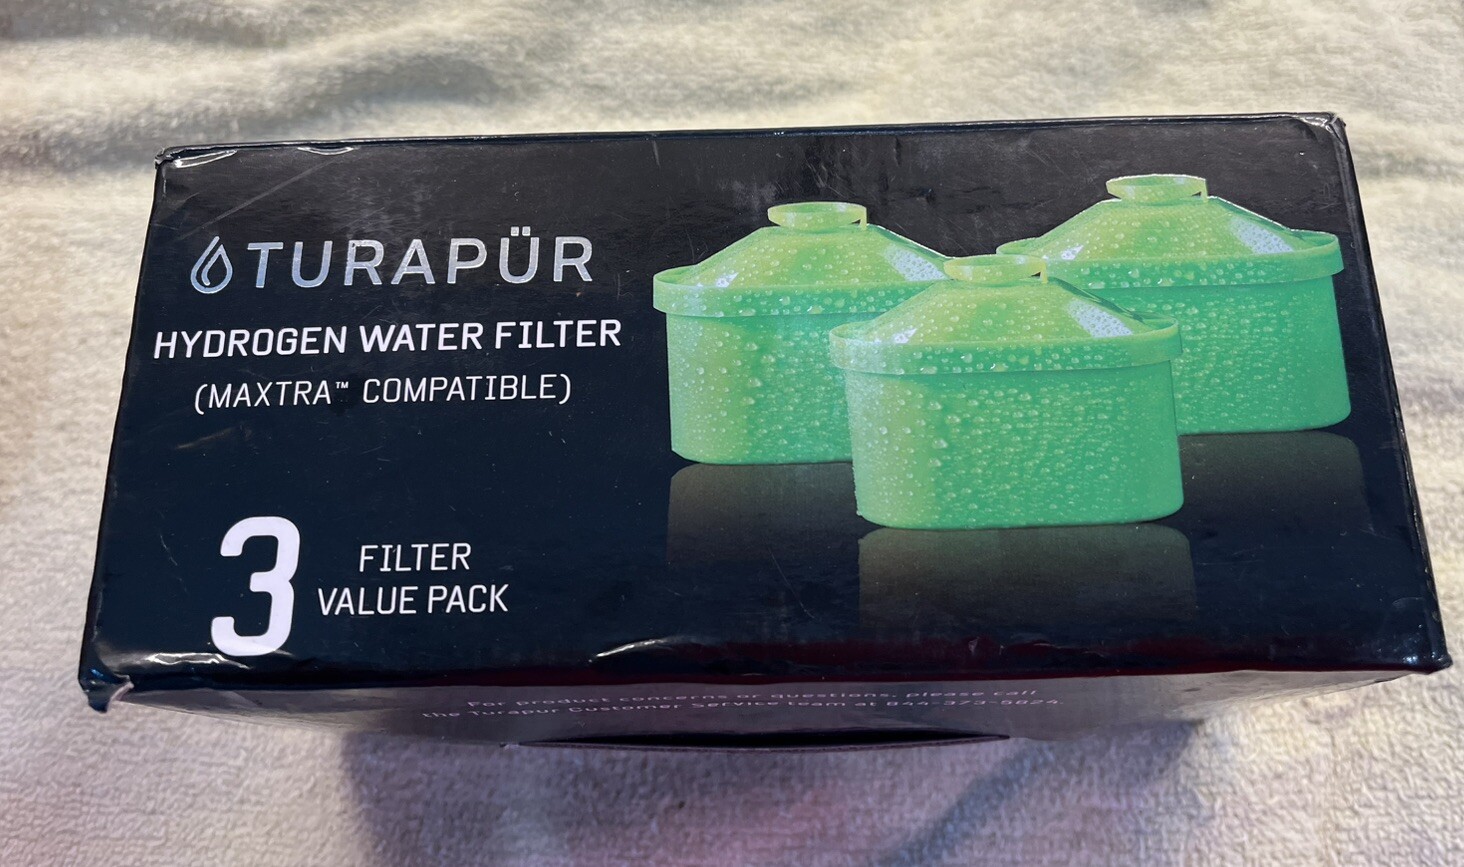 TURAPÜR
HYDROGEN WATER FILTER
(MAXTRA™ COMPATIBLE)
3
FILTER
VALUE PACK
For product concerns or questions, please call
the Turapur Customer Service team at 844-373-5824.